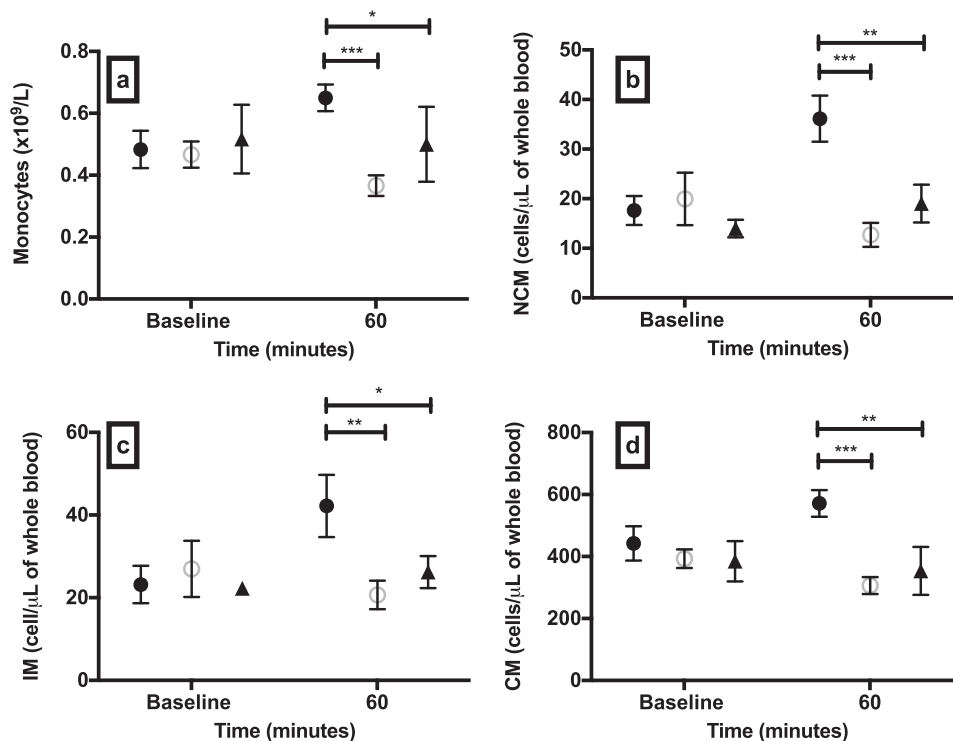 a
Monocytes (x10⁹/L)
0.8
0.6
0.4
0.2
0.0
*
***
Baseline
60
Time (minutes)
b
NCM (cells/μL of whole blood)
50
40
30
20
10
0
**
***
Baseline
60
Time (minutes)
c
IM (cell/μL of whole blood)
60
40
20
0
*
**
Baseline
60
Time (minutes)
d
CM (cells/μL of whole blood)
800
600
400
200
0
**
***
Baseline
60
Time (minutes)